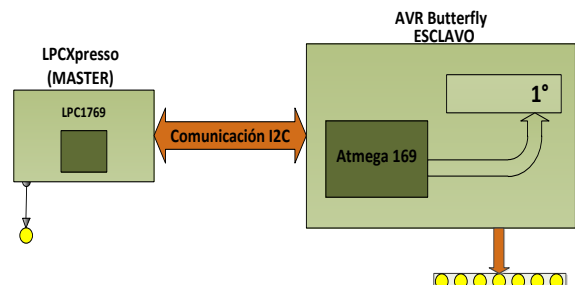 LPCXpresso
(MASTER)
LPC1769
Comunicación I2C
AVR Butterfly
ESCLAVO
1°
Atmega 169